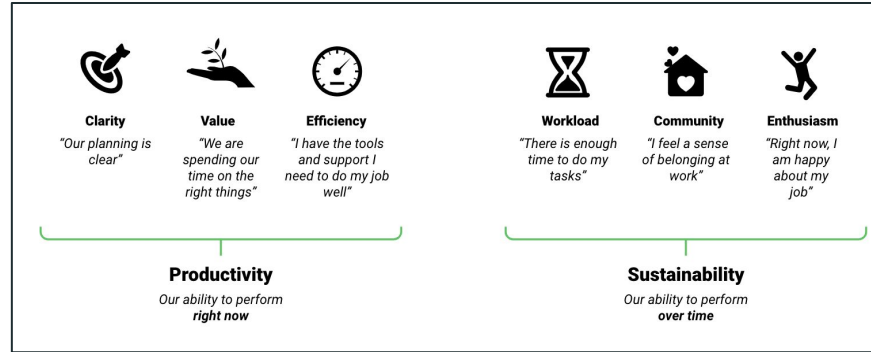 Clarity
“Our planning is
clear”
Value
“We are
spending our
time on the
right things”
Efficiency
“I have the tools
and support I
need to do my job
well”
Productivity
Our ability to perform
right now
Workload
“There is enough
time to do my
tasks”
Community
“I feel a sense
of belonging at
work”
Enthusiasm
“Right now, I
am happy
about my
job”
Sustainability
Our ability to perform
over time